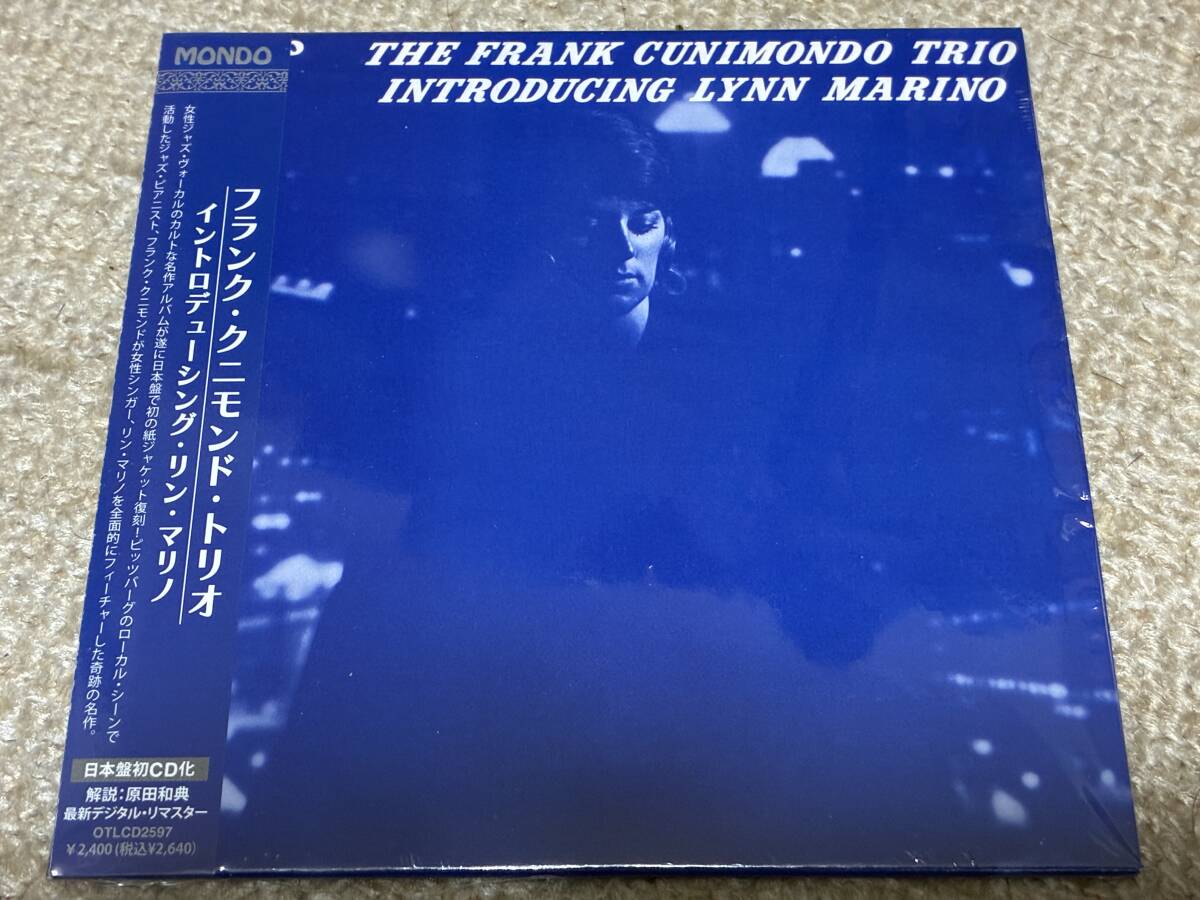 MONDO
THE FRANK CUNIMONDO TRIO
INTRODUCING LYNN MARINO
フランク・クニモンド・トリオ
イントロデューシング・リン・マリノ
女性ジャズ・ヴォーカルのカルトな名作アルバムが遂に日本盤で初の紙ジャケット復刻!ピッツバーグのローカル・シーンで
活動したジャズ・ピアニスト、フランク・クニモンドが女性シンガー、リン・マリノを全面的にフィーチャーした奇跡の名作。
日本盤初CD化
解説:原田和典
最新デジタル・リマスター
OTLCD2597
¥2,400(税込¥2,640)